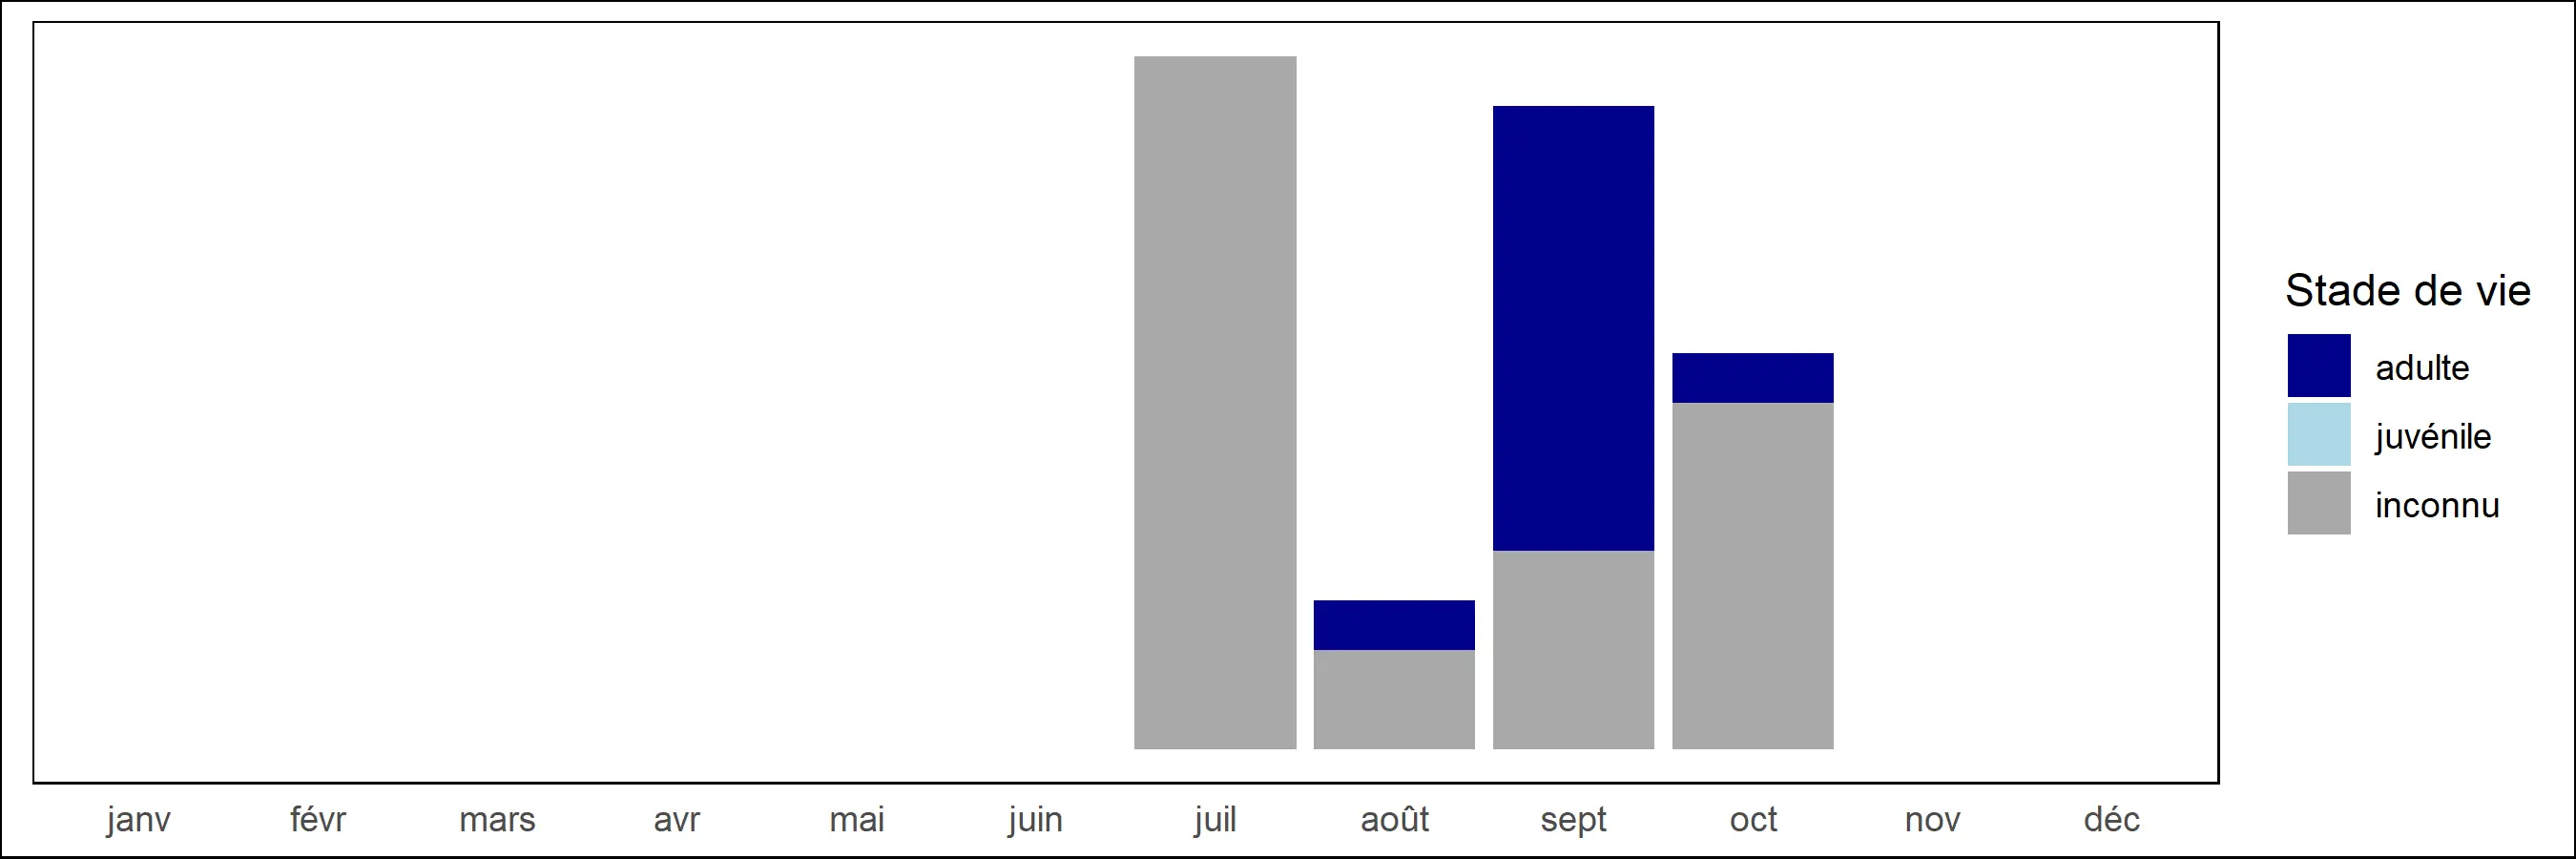 Stade de vie
adulte
juvénile
inconnu
janv févr mars avr mai juin juil août sept oct nov déc